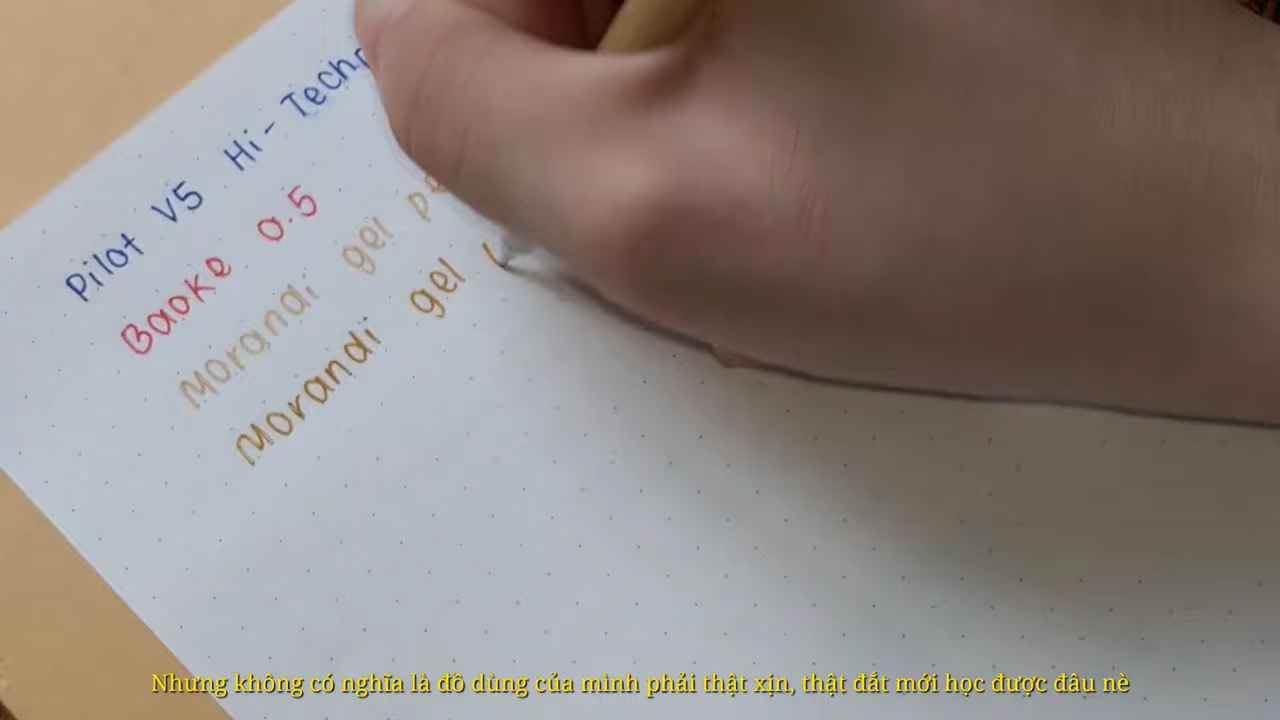 Pilot V5 Hi-Tech
Baoke 0.5
Morandi gel
Morandi gel
Nhưng không có nghĩa là đồ dùng của mình phải thật xịn, thật đắt mới học được đâu nè